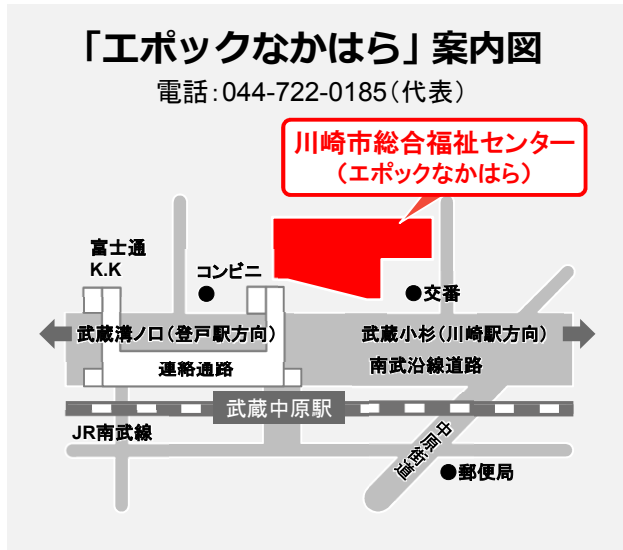 「エポックなかはら」案内図
電話：044-722-0185（代表）
川崎市総合福祉センター
（エポックなかはら）
富士通
K.K
コンビニ
●交番
武蔵溝ノ口（登戸駅方向）
武蔵小杉（川崎駅方向）
連絡通路
南武沿線道路
武蔵中原駅
JR南武線
中原街道
●郵便局